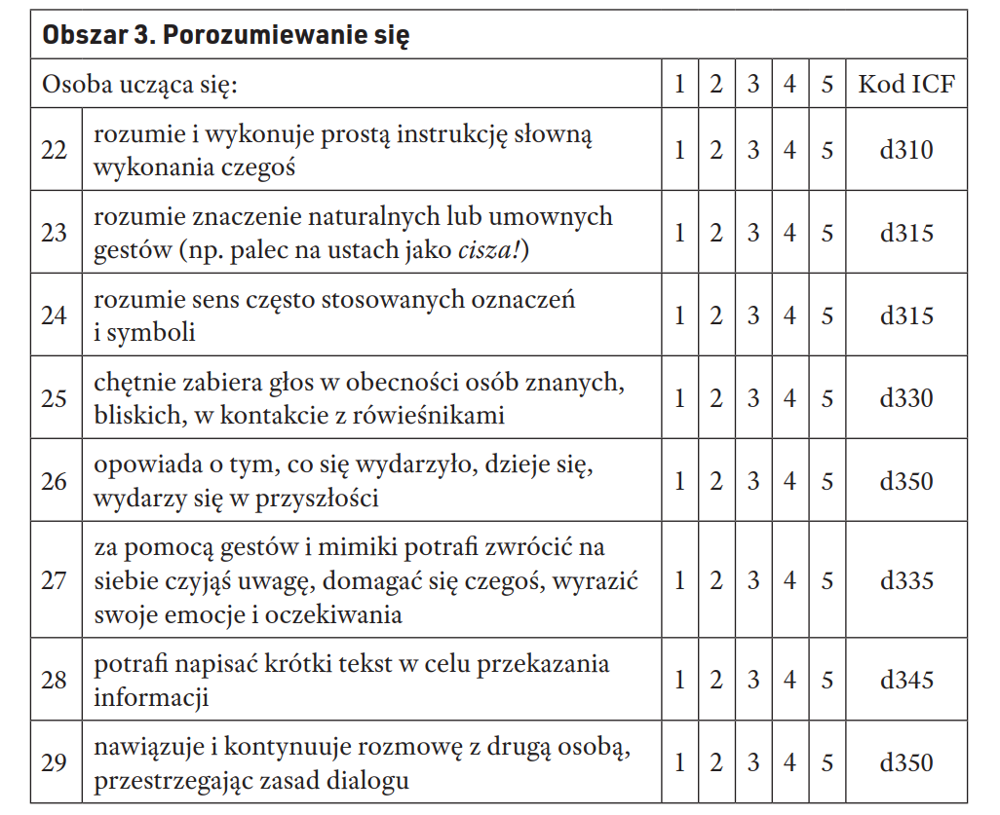 Obszar 3. Porozumiewanie się
Osoba ucząca się: 1 2 3 4 5 Kod ICF
22 rozumie i wykonuje prostą instrukcję słowną
wykonania czegoś 1 2 3 4 5 d310
23 rozumie znaczenie naturalnych lub umownych
gestów (np. palec na ustach jako cisza!) 1 2 3 4 5 d315
24 rozumie sens często stosowanych oznaczeń
i symboli 1 2 3 4 5 d315
25 chętnie zabiera głos w obecności osób znanych,
bliskich, w kontakcie z rówieśnikami 1 2 3 4 5 d330
26 opowiada o tym, co się wydarzyło, dzieje się,
wydarzy się w przyszłości 1 2 3 4 5 d350
27 za pomocą gestów i mimiki potrafi zwrócić na
siebie czyjąś uwagę, domagać się czegoś, wyrazić
swoje emocje i oczekiwania 1 2 3 4 5 d335
28 potrafi napisać krótki tekst w celu przekazania
informacji 1 2 3 4 5 d345
29 nawiązuje i kontynuuje rozmowę z drugą osobą,
przestrzegając zasad dialogu 1 2 3 4 5 d350